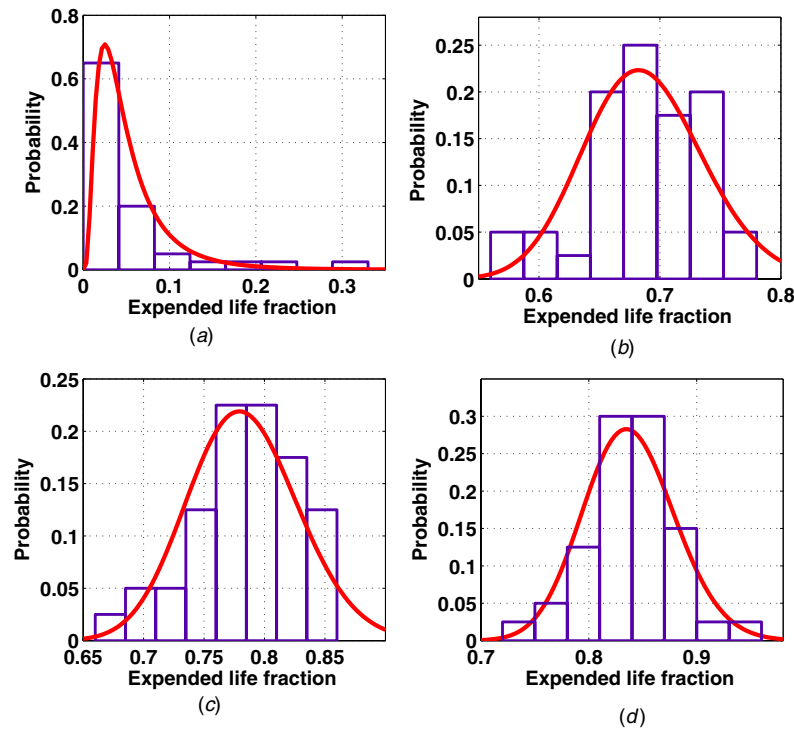 0.8
0.6
0.4
0.2
0
Probability
0 0.1 0.2 0.3
Expended life fraction
(a)
0.25
0.2
0.15
0.1
0.05
0
Probability
0.6 0.7 0.8
Expended life fraction
(b)
0.25
0.2
0.15
0.1
0.05
0
Probability
0.65 0.7 0.75 0.8 0.85
Expended life fraction
(c)
0.3
0.25
0.2
0.15
0.1
0.05
0
Probability
0.7 0.8 0.9
Expended life fraction
(d)